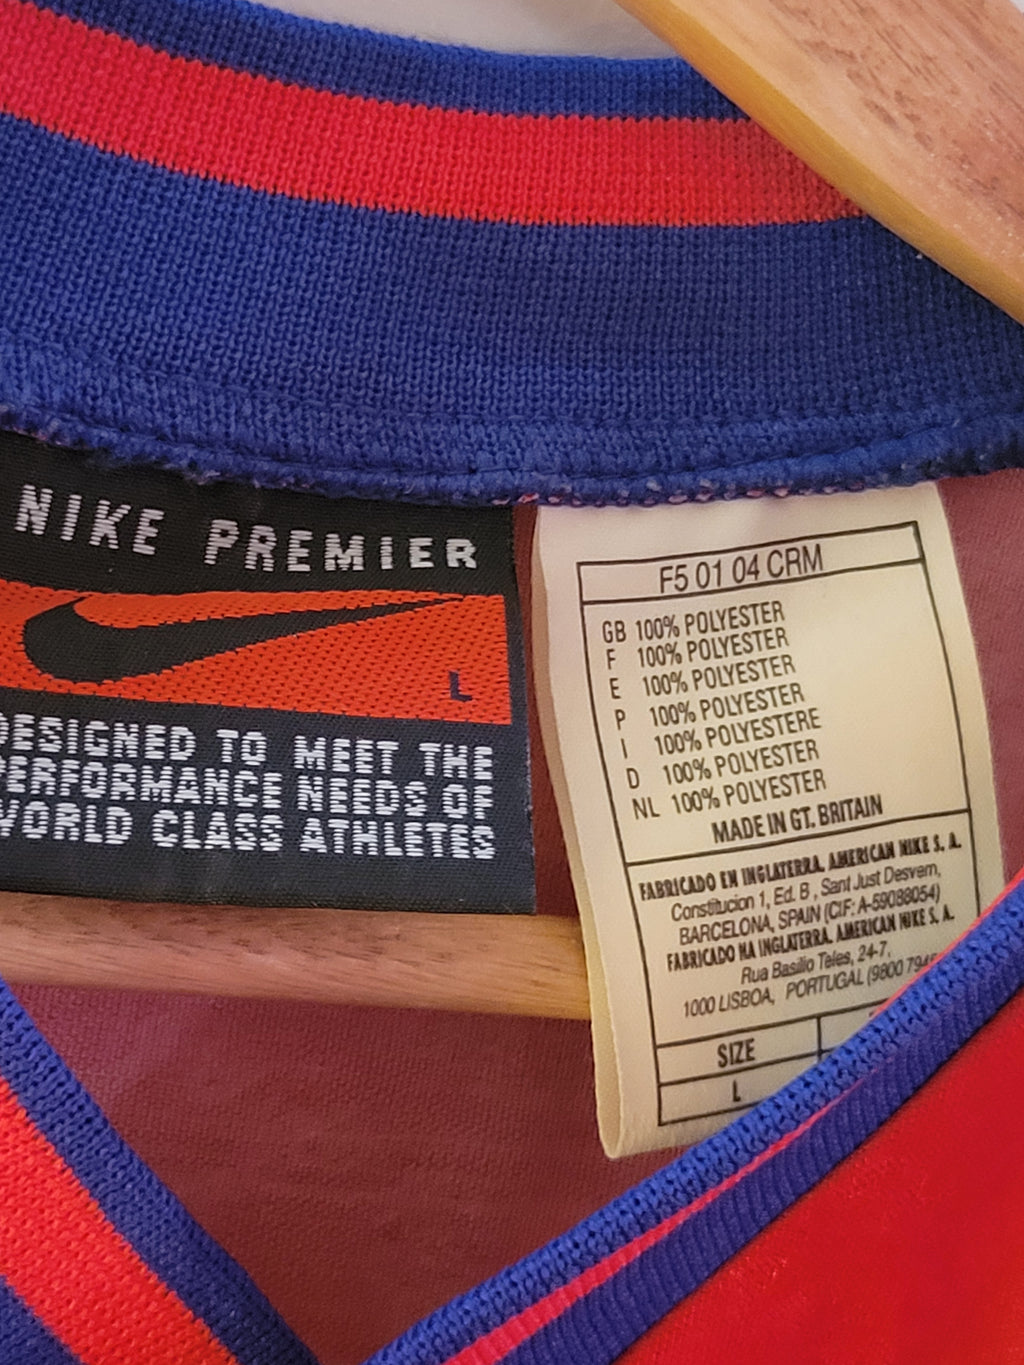 NIKE PREMIER
L
DESIGNED TO MEET THE
PERFORMANCE NEEDS OF
WORLD CLASS ATHLETES
F5 01 04 CRM
GB 100% POLYESTER
F 100% POLYESTER
E 100% POLYESTER
P 100% POLYESTER
I 100% POLYESTERE
D 100% POLYESTER
NL 100% POLYESTER
MADE IN GT. BRITAIN
FABRICADO EN INGLATERRA. AMERICAN NIKE S. A.
Constitucion 1, Ed. B , Sant Just Desvern,
BARCELONA, SPAIN (CIF: A-59088054)
FABRICADO NA INGLATERRA. AMERICAN NIKE S. A.
Rua Basilio Teles, 24-7,
1000 LISBOA, PORTUGAL (9800
SIZE
L